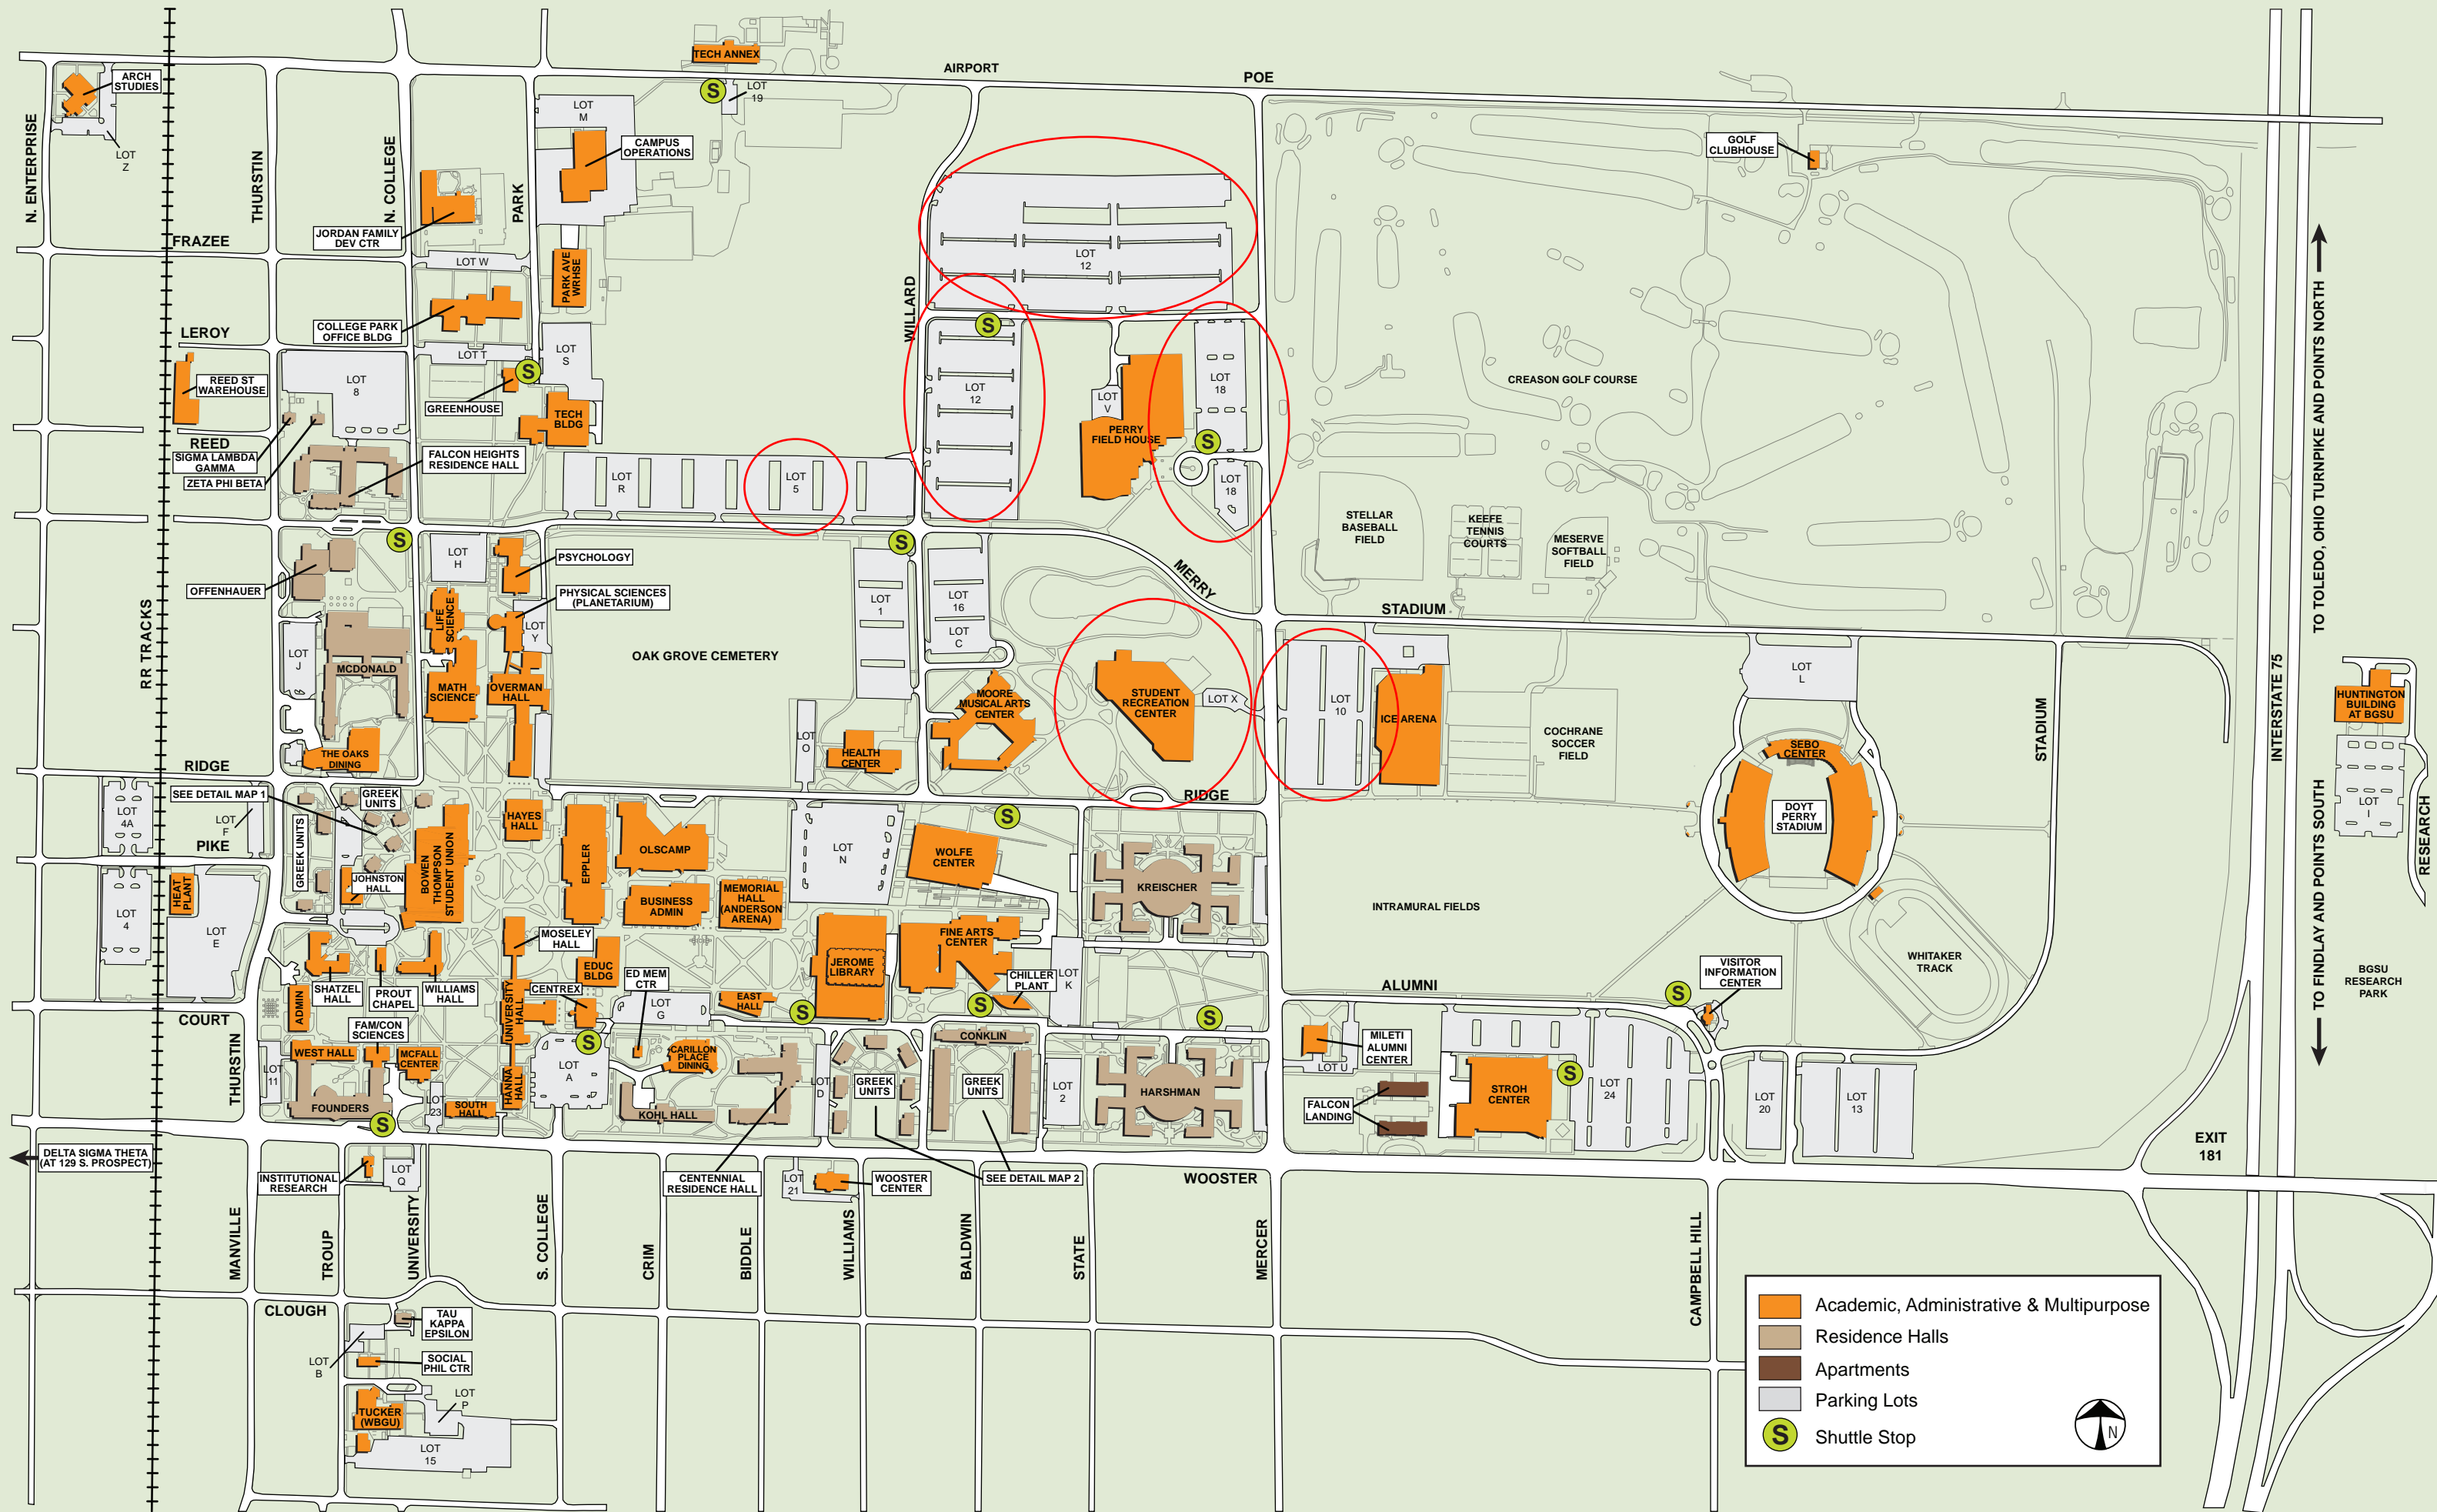 TECH ANNEX
AIRPORT
POE
ARCH
STUDIES
LOT
Z
N. ENTERPRISE
THURSTIN
N. COLLEGE
PARK
LOT
M
LOT
19
CAMPUS
OPERATIONS
GOLF
CLUBHOUSE
JORDAN FAMILY
DEV CTR
FRAZEE
LOT W
PARK AVE
WRHSE
LOT
12
WILLARD
COLLEGE PARK
OFFICE BLDG
LEROY
LOT T
LOT
S
S
S
S
REED ST
WAREHOUSE
LOT
8
GREENHOUSE
TECH
BLDG
LOT
12
LOT
V
PERRY
FIELD HOUSE
LOT
18
S
LOT
18
CREASON GOLF COURSE
REED
SIGMA LAMBDA
GAMMA
ZETA PHI BETA
FALCON HEIGHTS
RESIDENCE HALL
LOT
R
LOT
5
STELLAR
BASEBALL
FIELD
KEEFE
TENNIS
COURTS
MESERVE
SOFTBALL
FIELD
TO TOLEDO, OHIO TURNPIKE AND POINTS NORTH
S
S
LOT
H
PSYCHOLOGY
OFFENHAUER
PHYSICAL SCIENCES
(PLANETARIUM)
LIFE
SCIENCE
LOT
Y
LOT
1
LOT
16
LOT
C
MERRY
STADIUM
RR TRACKS
LOT
J
MCDONALD
MATH
SCIENCE
OVERMAN
HALL
OAK GROVE CEMETERY
MOORE
MUSICAL ARTS
CENTER
STUDENT
RECREATION
CENTER
LOT X
LOT
10
ICE ARENA
COCHRANE
SOCCER
FIELD
LOT
L
SEBO
CENTER
STADIUM
INTERSTATE 75
HUNTINGTON
BUILDING
AT BGSU
LOT
I
RESEARCH
THE OAKS
DINING
LOT
O
HEALTH
CENTER
RIDGE
RIDGE
SEE DETAIL MAP 1
GREEK
UNITS
LOT
4A
LOT
F
PIKE
GREEK UNITS
JOHNSTON
HALL
BOWEN
THOMPSON
STUDENT UNION
HAYES
HALL
EPPLER
OLSCAMP
LOT
N
S
WOLFE
CENTER
KREISCHER
DOYT
PERRY
STADIUM
INTRAMURAL FIELDS
HEAT
PLANT
LOT
4
LOT
E
BUSINESS
ADMIN
MEMORIAL
HALL
(ANDERSON
ARENA)
MOSELEY
HALL
EDUC
BLDG
ED MEM
CTR
JEROME
LIBRARY
FINE ARTS
CENTER
CHILLER
PLANT
LOT
K
WHITAKER
TRACK
VISITOR
INFORMATION
CENTER
BGSU
RESEARCH
PARK
TO FINDLAY AND POINTS SOUTH
SHATZEL
HALL
PROUT
CHAPEL
WILLIAMS
HALL
UNIVERSITY
HALL
CENTREX
LOT
G
EAST
HALL
S
S
S
S
ALUMNI
ADMIN
COURT
FAM/CON
SCIENCES
WEST HALL
MCFALL
CENTER
S
LOT
A
CARILLON
PLACE
DINING
CONKLIN
MILETI
ALUMNI
CENTER
LOT U
THURSTIN
LOT
11
FOUNDERS
LOT
23
SOUTH
HALL
HANNA
HALL
KOHL HALL
LOT
D
GREEK
UNITS
GREEK
UNITS
LOT
2
HARSHMAN
FALCON
LANDING
STROH
CENTER
S
LOT
24
LOT
20
LOT
13
S
DELTA SIGMA THETA
(AT 129 S. PROSPECT)
INSTITUTIONAL
RESEARCH
LOT
Q
CENTENNIAL
RESIDENCE HALL
LOT
21
WOOSTER
CENTER
SEE DETAIL MAP 2
WOOSTER
EXIT
181
MANVILLE
TROUP
UNIVERSITY
S. COLLEGE
CRIM
BIDDLE
WILLIAMS
BALDWIN
STATE
MERCER
CAMPBELL HILL
CLOUGH
TAU
KAPPA
EPSILON
LOT
B
SOCIAL
PHIL CTR
LOT
P
TUCKER
(WBGU)
LOT
15
Academic, Administrative & Multipurpose
Residence Halls
Apartments
Parking Lots
S Shuttle Stop
N